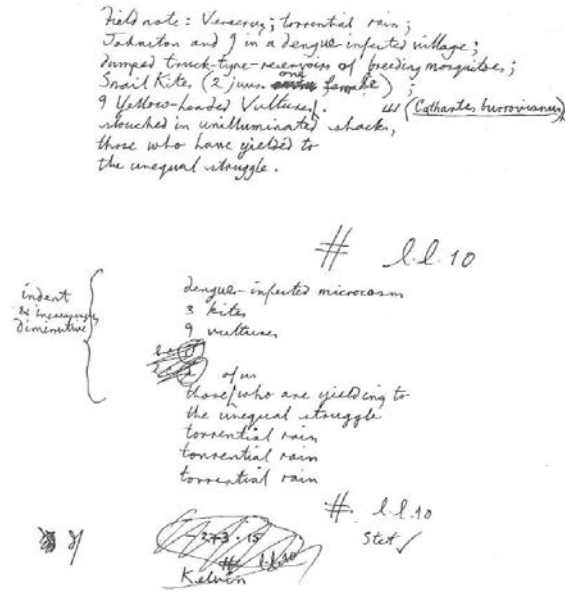 Field note: Veracruz; torrential rain;
Johnston and I in a dengue-infected village;
dumped truck-tyre-reservoirs of breeding mosquitoes;
Snail Kites (2 juvs. one female);
9 Yellow-headed Vultures (Cathartes burrovianus),
slouched in unilluminated shacks,
those who have yielded to
the unequal struggle.
# l.l. 10
indent
& increasingly
diminutive
dengue-infected microcosm
3 kites
9 vultures
of us
those who are yielding to
the unequal struggle
torrential rain
torrential rain
torrential rain
# l.l. 10
stet ✓
Kelvin